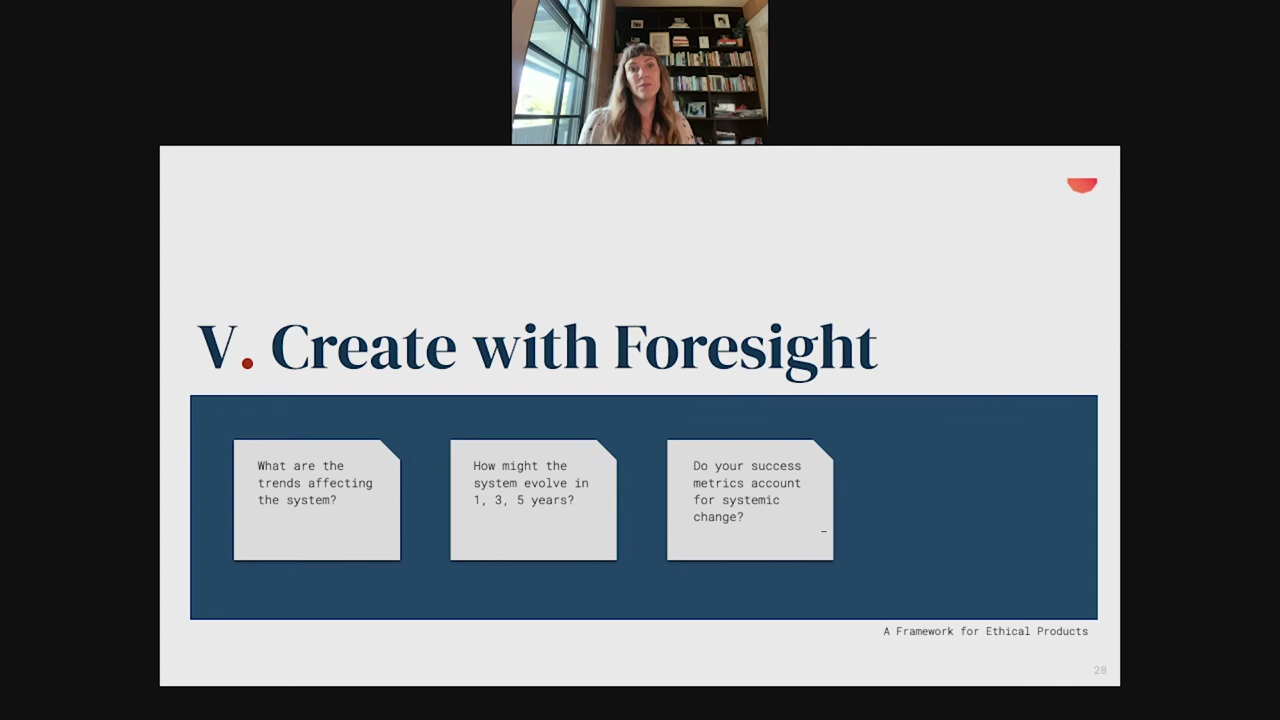 V. Create with Foresight
What are the
trends affecting
the system?
How might the
system evolve in
1, 3, 5 years?
Do your success
metrics account
for systemic
change?
–
A Framework for Ethical Products
28